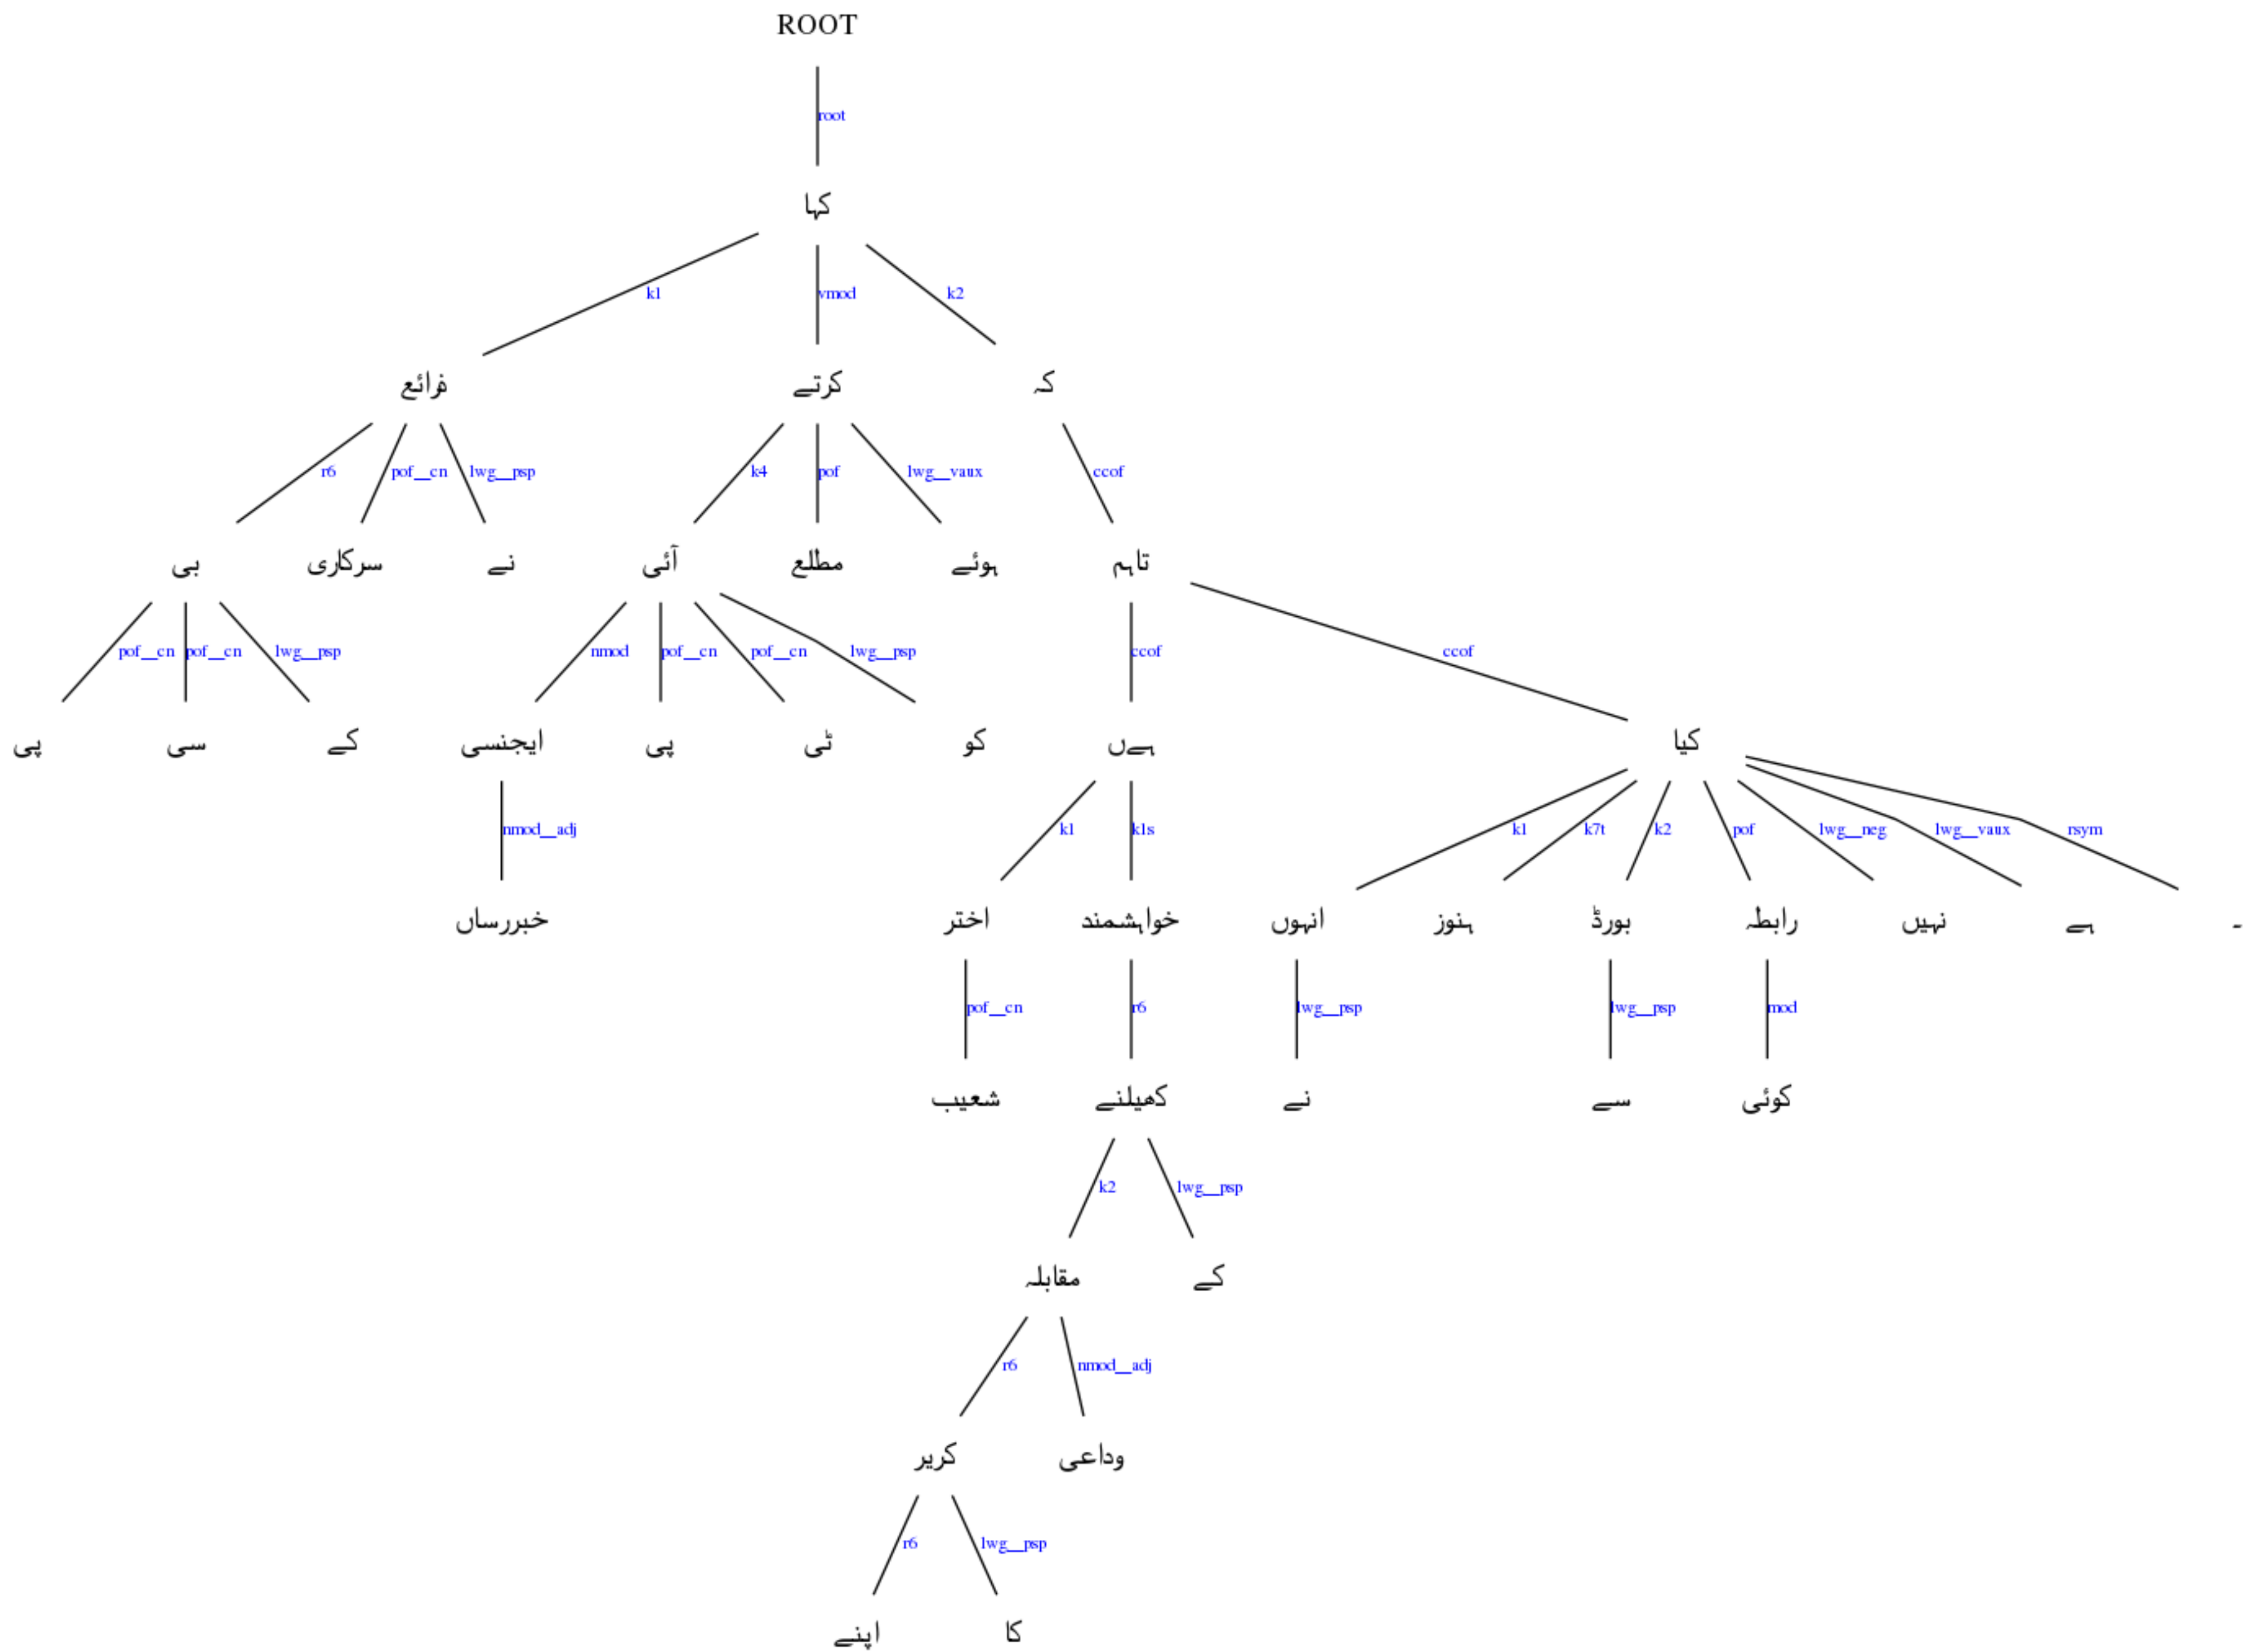 ROOT
root
کہا
k1 vmod k2
ذرائع کرتے کہ
r6 pof__cn lwg__psp k4 pof lwg__vaux ccof
بی سرکاری نے آئی مطلع ہوئے تاہم
pof__cn pof__cn lwg__psp nmod pof__cn pof__cn lwg__psp ccof ccof
پی سی کے ایجنسی پی ٹی کو ہےں کیا
nmod__adj k1 k1s k1 k7t k2 pof lwg__neg lwg__vaux rsym
خبررساں اختر خواہشمند انہوں ہنوز بورڈ رابطہ نہیں ہے ۔
pof__cn r6 lwg__psp lwg__psp mod
شعیب کھیلنے نے سے کوئی
k2 lwg__psp
مقابلہ کے
r6 nmod__adj
کریر وداعی
r6 lwg__psp
اپنے کا